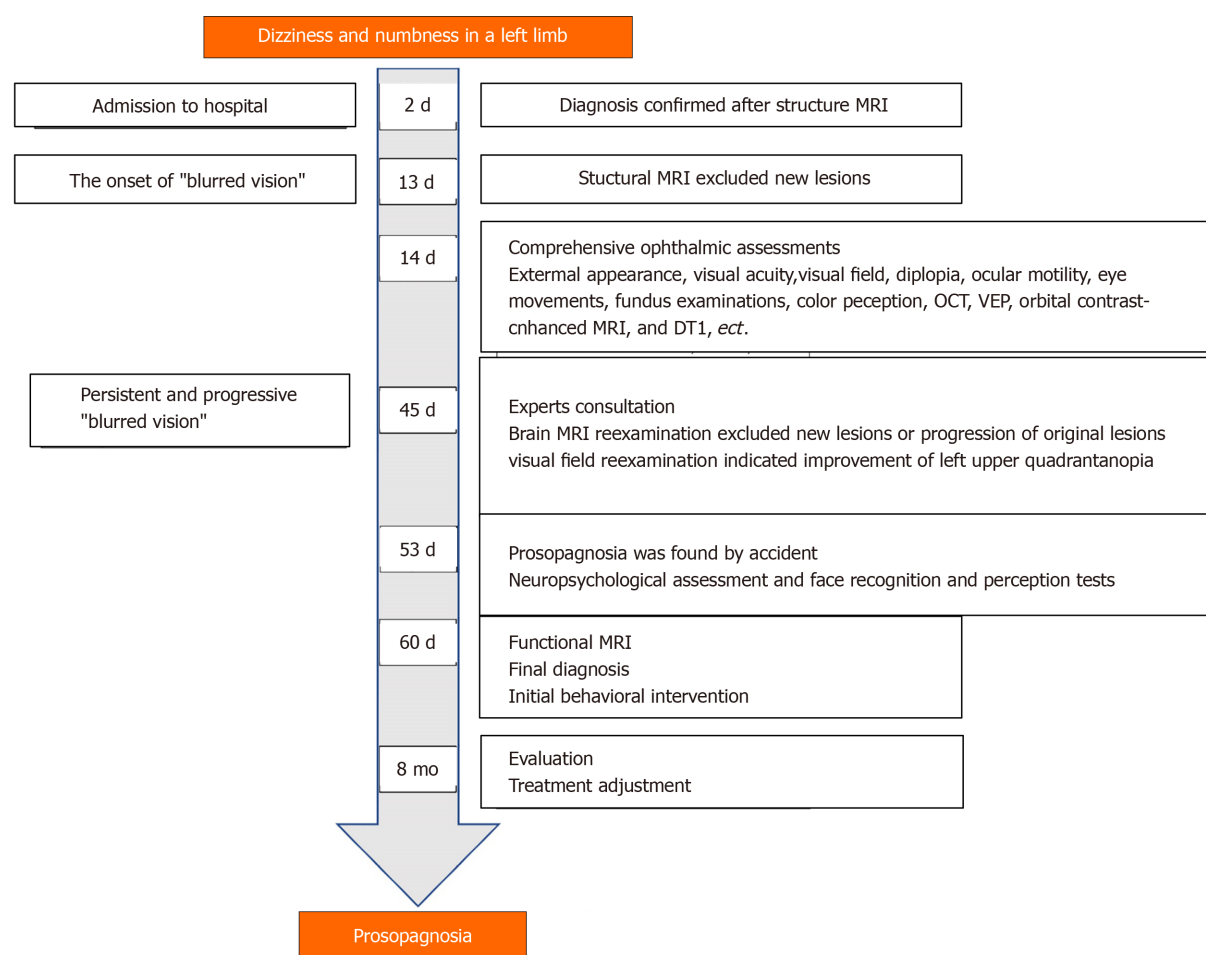 Dizziness and numbness in a left limb
Admission to hospital
2 d
Diagnosis confirmed after structure MRI
The onset of "blurred vision"
13 d
Stuctural MRI excluded new lesions
14 d
Comprehensive ophthalmic assessments
Extermal appearance, visual acuity,visual field, diplopia, ocular motility, eye
movements, fundus examinations, color peception, OCT, VEP, orbital contrast-
cnhanced MRI, and DT1, ect.
Persistent and progressive
"blurred vision"
45 d
Experts consultation
Brain MRI reexamination excluded new lesions or progression of original lesions
visual field reexamination indicated improvement of left upper quadrantanopia
53 d
Prosopagnosia was found by accident
Neuropsychological assessment and face recognition and perception tests
60 d
Functional MRI
Final diagnosis
Initial behavioral intervention
8 mo
Evaluation
Treatment adjustment
Prosopagnosia